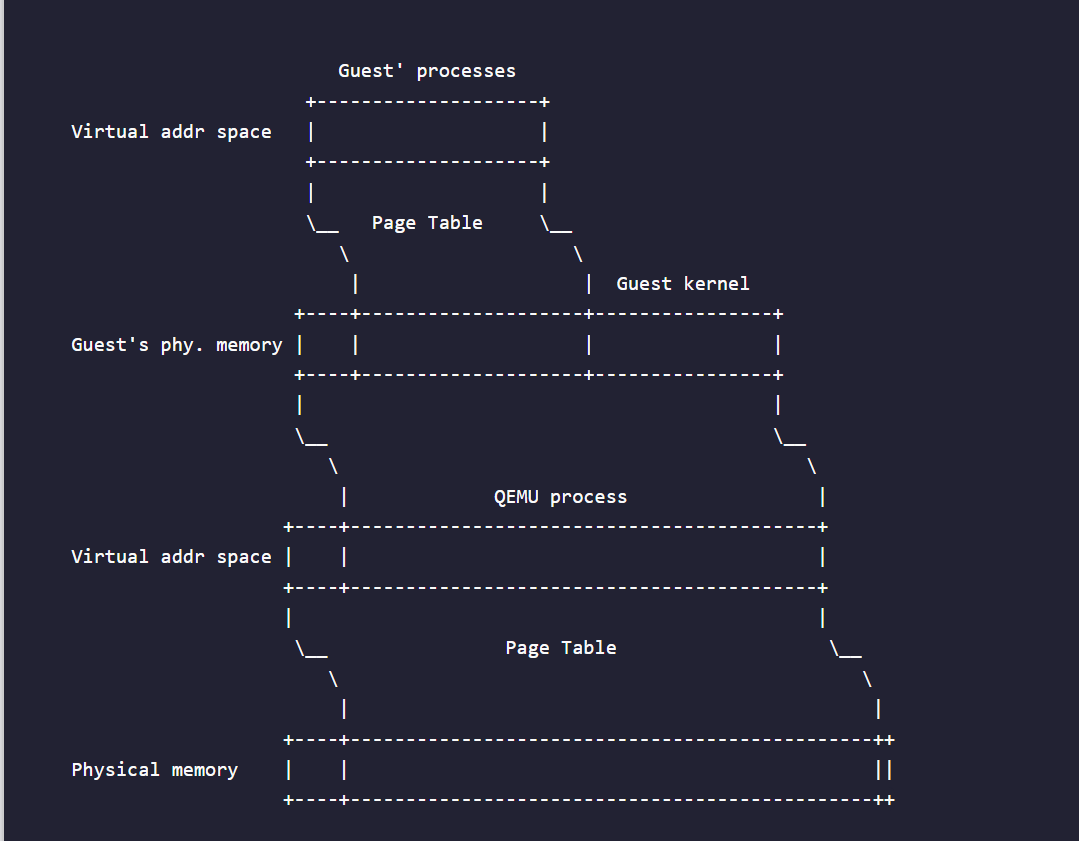 Guest' processes
+--------------------+
Virtual addr space   |                    |
+--------------------+
|                    |
\__   Page Table     \__
\                    \
|                    |  Guest kernel
+----+--------------------+----------------+
Guest's phy. memory |    |                    |                |
+----+--------------------+----------------+
|                                          |
\__                                        \__
\                                          \
|             QEMU process                 |
+----+------------------------------------------+
Virtual addr space |    |                                          |
+----+------------------------------------------+
|                                               |
\__                Page Table                   \__
\                                               \
|                                               |
+----+-----------------------------------------------++
Physical memory    |    |                                               ||
+----+-----------------------------------------------++